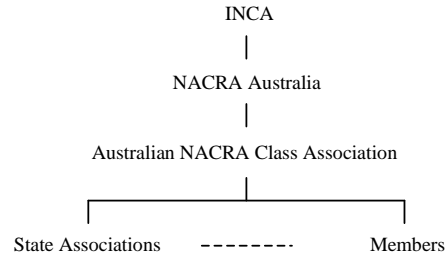 INCA
NACRA Australia
Australian NACRA Class Association
State Associations
Members